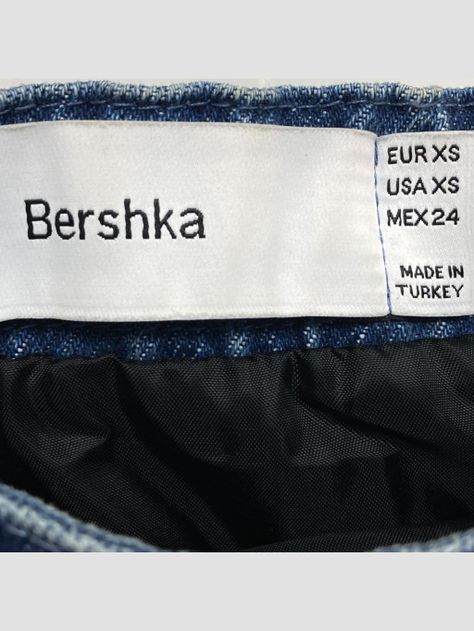 Bershka
EUR XS
USA XS
MEX 24
MADE IN
TURKEY